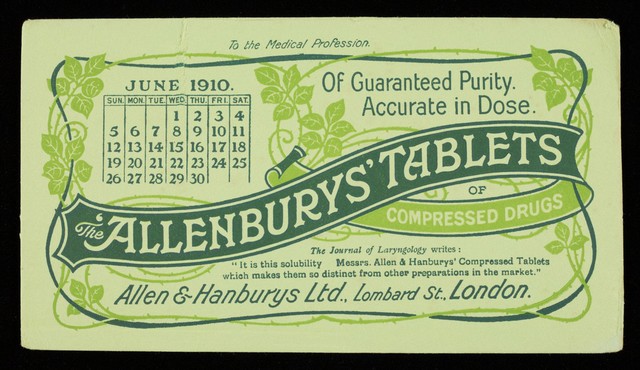 To the Medical Profession.
JUNE 1910.
SUN. MON. TUE. WED. THU. FRI. SAT.
1 2 3 4
5 6 7 8 9 10 11
12 13 14 15 16 17 18
19 20 21 22 23 24 25
26 27 28 29 30
Of Guaranteed Purity.
Accurate in Dose.
The 'ALLENBURYS' TABLETS
OF
COMPRESSED DRUGS
The Journal of Laryngology writes:
"It is this solubility Messrs. Allen & Hanburys' Compressed Tablets
which makes them so distinct from other preparations in the market."
Allen & Hanburys Ltd., Lombard St., London.